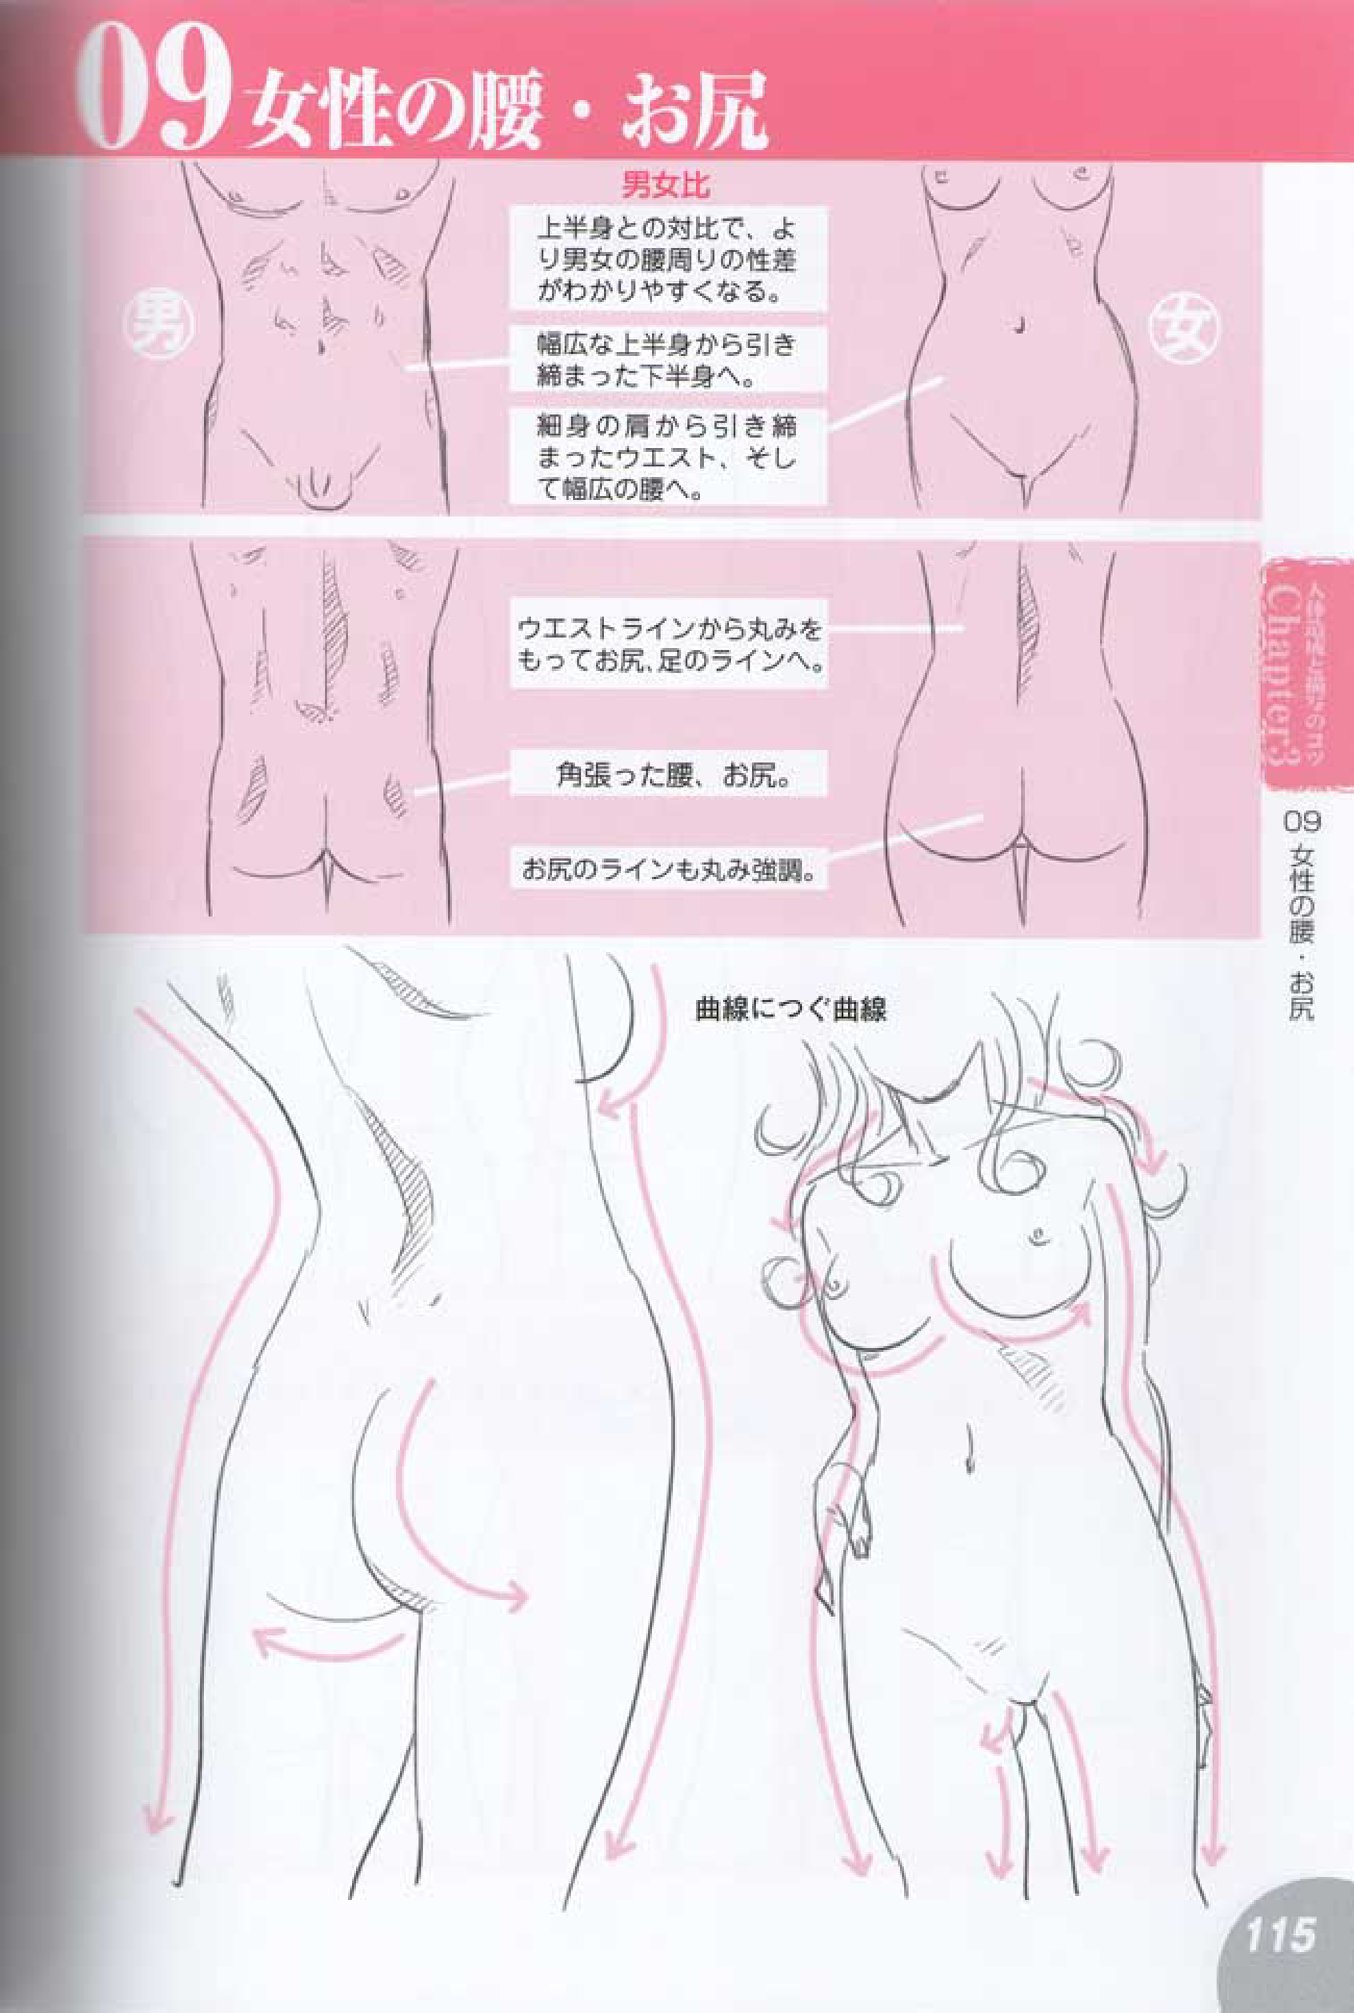 09 女性の腰・お尻
男女比
上半身との対比で、よ
り男女の腰周りの性差
がわかりやすくなる。
男
女
幅広な上半身から引き
締まった下半身へ。
細身の肩から引き締
まったウエスト、そし
て幅広の腰へ。
ウエストラインから丸みを
もってお尻、足のラインへ。
角張った腰、お尻。
お尻のラインも丸み強調。
曲線につぐ曲線
Chapter3
09 女性の腰・お尻
115